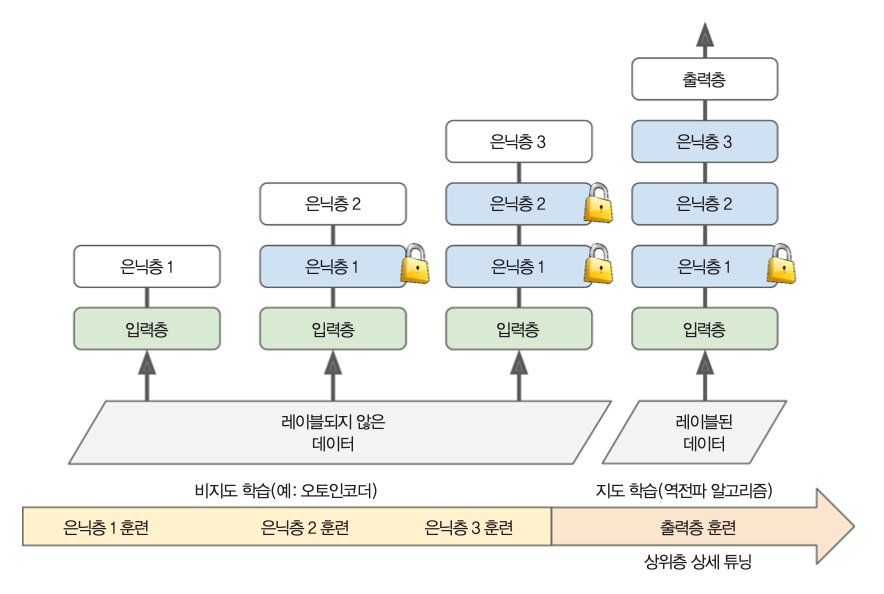 출력층
은닉층 3
은닉층 2
은닉층 1
입력층
은닉층 3
은닉층 2
은닉층 1
입력층
은닉층 2
은닉층 1
입력층
은닉층 1
입력층
레이블되지 않은
데이터
레이블된
데이터
비지도 학습(예: 오토인코더)
지도 학습(역전파 알고리즘)
은닉층 1 훈련
은닉층 2 훈련
은닉층 3 훈련
출력층 훈련
상위층 상세 튜닝